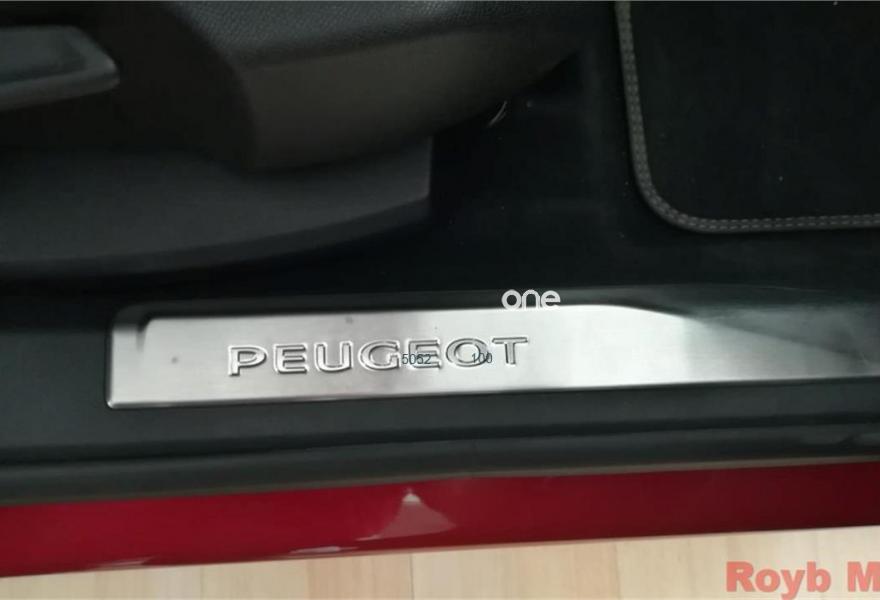 one
PEUGEOT
5052 100
Royb M